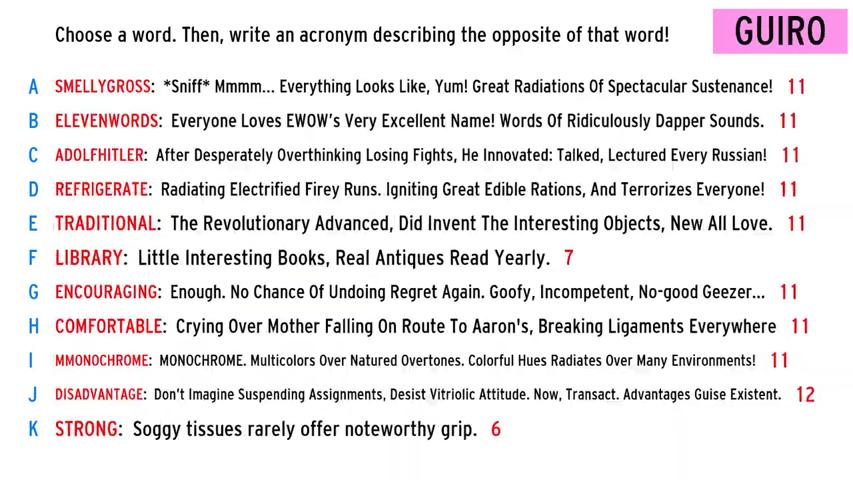 Choose a word. Then, write an acronym describing the opposite of that word!
GUIRO
A SMELLYGROSS: *Sniff* Mmmm... Everything Looks Like, Yum! Great Radiations Of Spectacular Sustenance! 11
B ELEVENWORDS: Everyone Loves EWOW's Very Excellent Name! Words Of Ridiculously Dapper Sounds. 11
C ADOLFHITLER: After Desperately Overthinking Losing Fights, He Innovated: Talked, Lectured Every Russian! 11
D REFRIGERATE: Radiating Electrified Firey Runs. Igniting Great Edible Rations, And Terrorizes Everyone! 11
E TRADITIONAL: The Revolutionary Advanced, Did Invent The Interesting Objects, New All Love. 11
F LIBRARY: Little Interesting Books, Real Antiques Read Yearly. 7
G ENCOURAGING: Enough. No Chance Of Undoing Regret Again. Goofy, Incompetent, No-good Geezer... 11
H COMFORTABLE: Crying Over Mother Falling On Route To Aaron's, Breaking Ligaments Everywhere 11
I MMONOCHROME: MONOCHROME. Multicolors Over Natured Overtones. Colorful Hues Radiates Over Many Environments! 11
J DISADVANTAGE: Don't Imagine Suspending Assignments, Desist Vitriolic Attitude. Now, Transact. Advantages Guise Existent. 12
K STRONG: Soggy tissues rarely offer noteworthy grip. 6